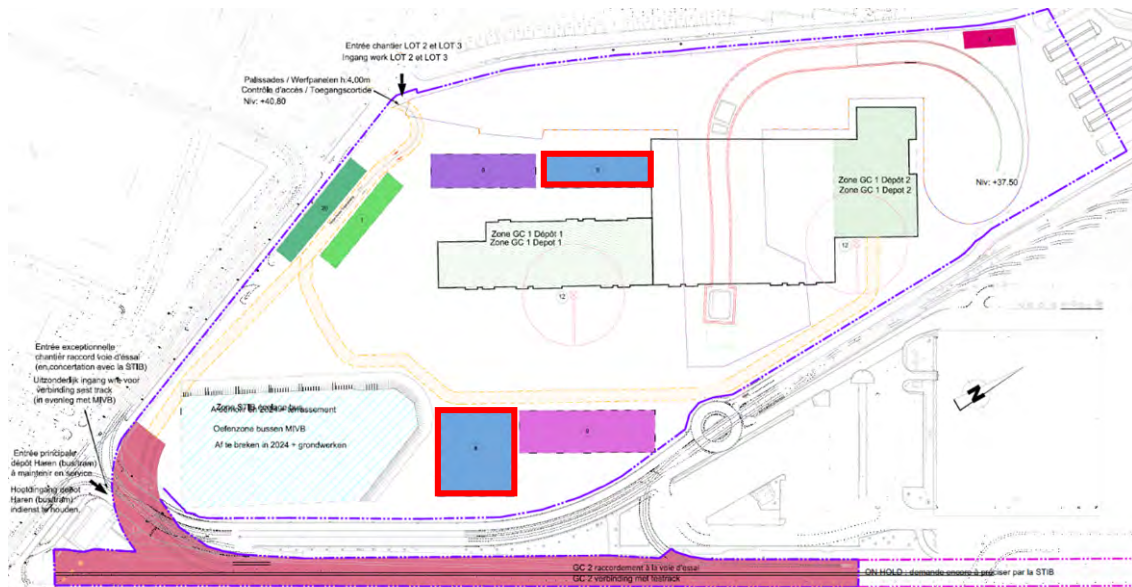 Entrée chantier LOT 2 et LOT 3
Ingang werk LOT 2 et LOT 3
Palissades / Werfpanelen h:4,00m
Contrôle d'accès / Toegangscortide
Niv: +40.80
Zone GC 1 Dépôt 2
Zone GC 1 Depot 2
Niv: +37.50
Zone GC 1 Dépôt 1
Zone GC 1 Depot 1
12
12
Entrée exceptionnelle
chantier raccord voie d'essai
(en concertation avec la STIB)
Uitzonderlijk ingang
voor
verbinding
track
(in
met MIVB)
Zone STIB
en 2024
Oefenzone bussen MIVB
Af te breken in 2024 + grondwerken
Entrée principale
dépôt Haren (bus/tram)
à maintenir en service
Hoofdingang depot
Haren (bus/tram)
indienst te houden.
N
GC 2 raccordement à la voie d'essai
GC 2 verbinding met testrack
ON HOLD : demande encore à préciser par la STIB